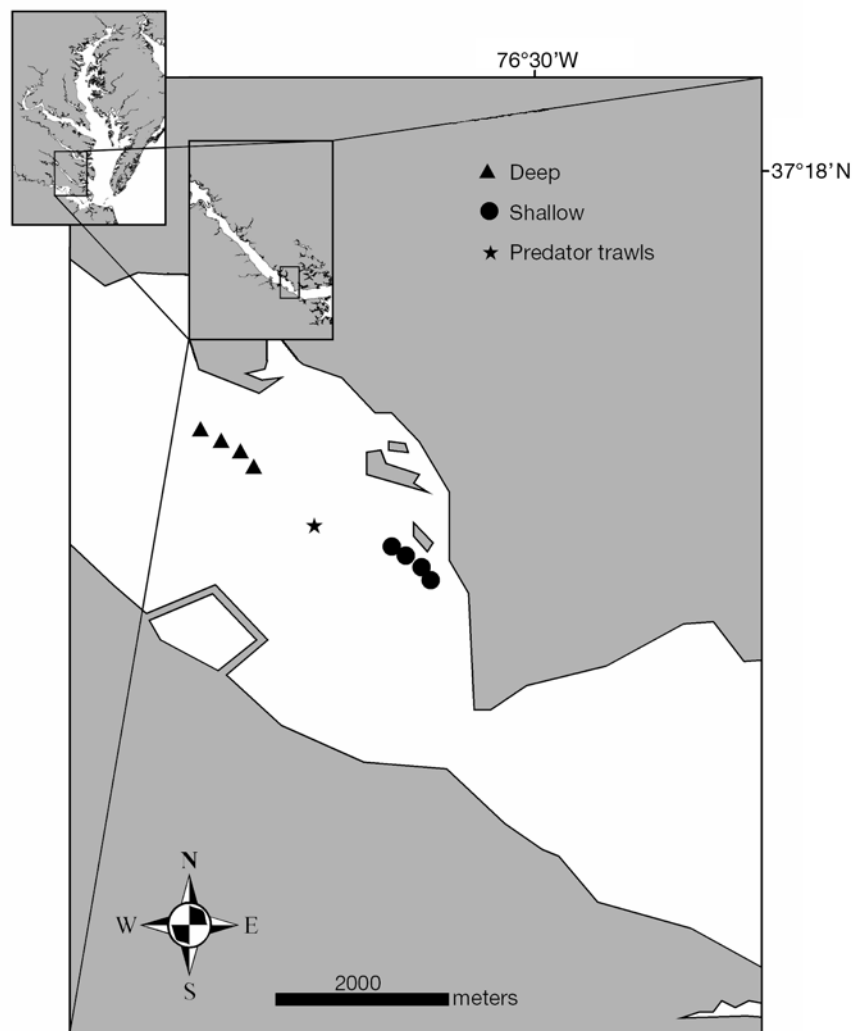 76°30'W
37°18'N
Deep
Shallow
Predator trawls
N
W E
S
2000
meters